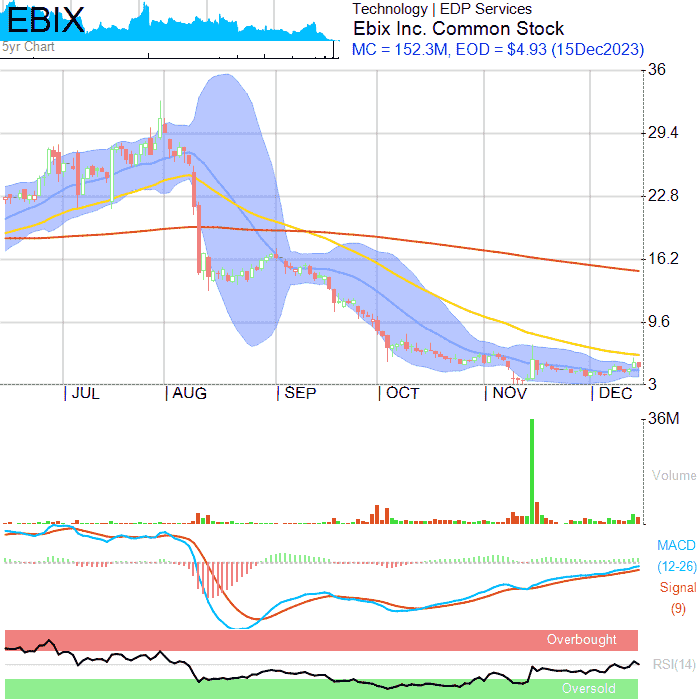 EBIX
5yr Chart
Technology | EDP Services
Ebix Inc. Common Stock
MC = 152.3M, EOD = $4.93 (15Dec2023)
36
29.4
22.8
16.2
9.6
3
| JUL
| AUG
| SEP
| OCT
| NOV
| DEC
36M
Volume
MACD
(12-26)
Signal
(9)
Overbought
RSI(14)
Oversold